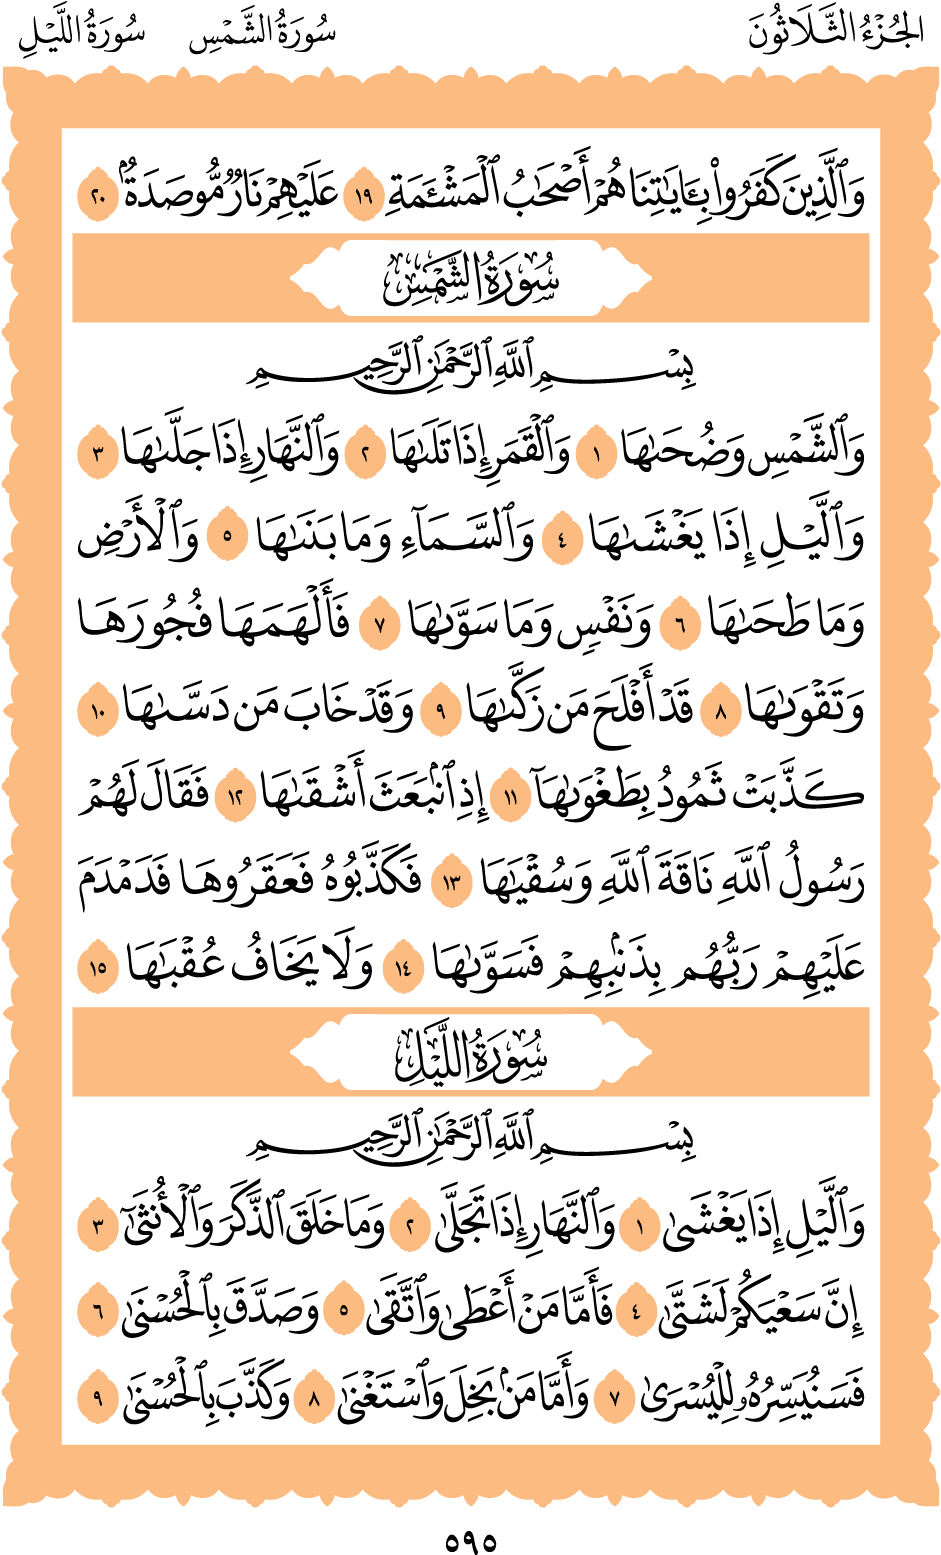 الجُزْءُ الثَّلَاثُونَ سُورَةُ الشَّمْسِ سُورَةُ اللَّيْلِ
وَٱلَّذِينَ كَفَرُوا۟ بِـَٔايَـٰتِنَا هُمْ أَصْحَـٰبُ ٱلْمَشْـَٔمَةِ ١٩ عَلَيْهِمْ نَارٌ مُّوصَدَةٌۢ ٢٠
سُورَةُ الشَّمْسِ
بِسْمِ ٱللَّهِ ٱلرَّحْمَـٰنِ ٱلرَّحِيمِ
وَٱلشَّمْسِ وَضُحَىٰهَا ١ وَٱلْقَمَرِ إِذَا تَلَىٰهَا ٢ وَٱلنَّهَارِ إِذَا جَلَّىٰهَا ٣
وَٱلَّيْلِ إِذَا يَغْشَىٰهَا ٤ وَٱلسَّمَآءِ وَمَا بَنَىٰهَا ٥ وَٱلْأَرْضِ
وَمَا طَحَىٰهَا ٦ وَنَفْسٍ وَمَا سَوَّىٰهَا ٧ فَأَلْهَمَهَا فُجُورَهَا
وَتَقْوَىٰهَا ٨ قَدْ أَفْلَحَ مَن زَكَّىٰهَا ٩ وَقَدْ خَابَ مَن دَسَّىٰهَا ١٠
كَذَّبَتْ ثَمُودُ بِطَغْوَىٰهَآ ١١ إِذِ ٱنۢبَعَثَ أَشْقَىٰهَا ١٢ فَقَالَ لَهُمْ
رَسُولُ ٱللَّهِ نَاقَةَ ٱللَّهِ وَسُقْيَـٰهَا ١٣ فَكَذَّبُوهُ فَعَقَرُوهَا فَدَمْدَمَ
عَلَيْهِمْ رَبُّهُم بِذَنۢبِهِمْ فَسَوَّىٰهَا ١٤ وَلَا يَخَافُ عُقْبَـٰهَا ١٥
سُورَةُ اللَّيْلِ
بِسْمِ ٱللَّهِ ٱلرَّحْمَـٰنِ ٱلرَّحِيمِ
وَٱلَّيْلِ إِذَا يَغْشَىٰ ١ وَٱلنَّهَارِ إِذَا تَجَلَّىٰ ٢ وَمَا خَلَقَ ٱلذَّكَرَ وَٱلْأُنثَىٰٓ ٣
إِنَّ سَعْيَكُمْ لَشَتَّىٰ ٤ فَأَمَّا مَنْ أَعْطَىٰ وَٱتَّقَىٰ ٥ وَصَدَّقَ بِٱلْحُسْنَىٰ ٦
فَسَنُيَسِّرُهُۥ لِلْيُسْرَىٰ ٧ وَأَمَّا مَنۢ بَخِلَ وَٱسْتَغْنَىٰ ٨ وَكَذَّبَ بِٱلْحُسْنَىٰ ٩
٥٩٥